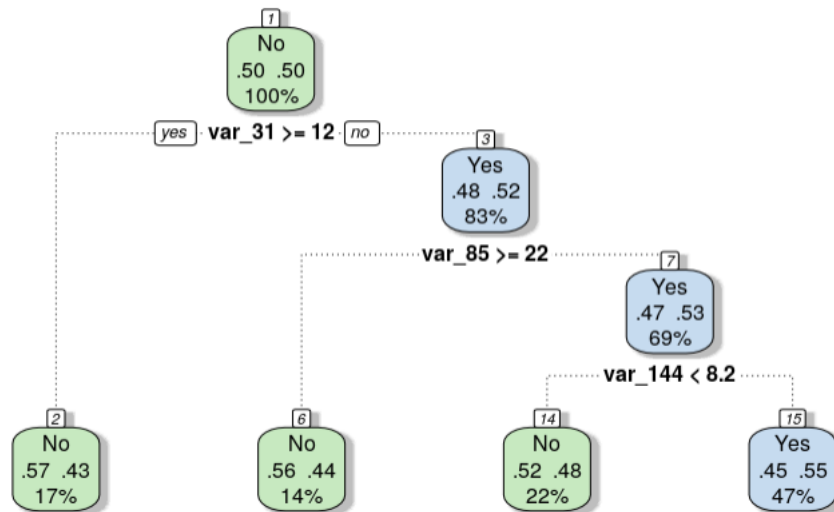 1
No
.50 .50
100%
yes var_31 >= 12 no
3
Yes
.48 .52
83%
var_85 >= 22
7
Yes
.47 .53
69%
var_144 < 8.2
2
No
.57 .43
17%
6
No
.56 .44
14%
14
No
.52 .48
22%
15
Yes
.45 .55
47%